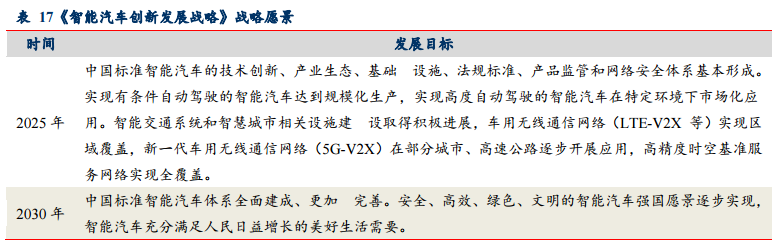 表 17《智能汽车创新发展战略》战略愿景
时间 发展目标
中国标准智能汽车的技术创新、产业生态、基础 设施、法规标准、产品监管和网络安全体系基本形成。
实现有条件自动驾驶的智能汽车达到规模化生产，实现高度自动驾驶的智能汽车在特定环境下市场化应
2025 年 用。智能交通系统和智慧城市相关设施建 设取得积极进展，车用无线通信网络（LTE-V2X 等）实现区
域覆盖，新一代车用无线通信网络（5G-V2X）在部分城市、高速公路逐步开展应用，高精度时空基准服
务网络实现全覆盖。
2030 年 中国标准智能汽车体系全面建成、更加 完善。安全、高效、绿色、文明的智能汽车强国愿景逐步实现，
智能汽车充分满足人民日益增长的美好生活需要。